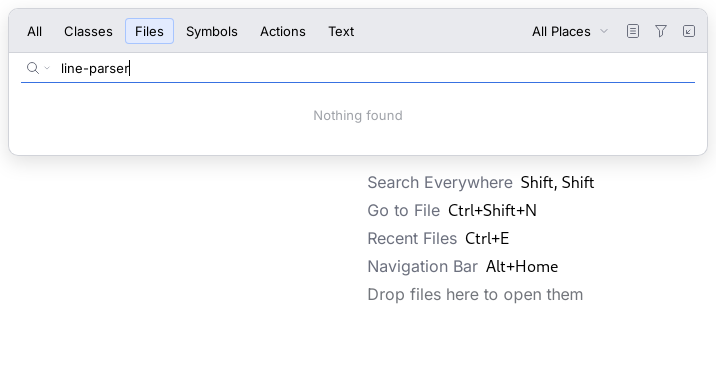 All Classes Files Symbols Actions Text All Places
line-parser
Nothing found
Search Everywhere Shift, Shift
Go to File Ctrl+Shift+N
Recent Files Ctrl+E
Navigation Bar Alt+Home
Drop files here to open them